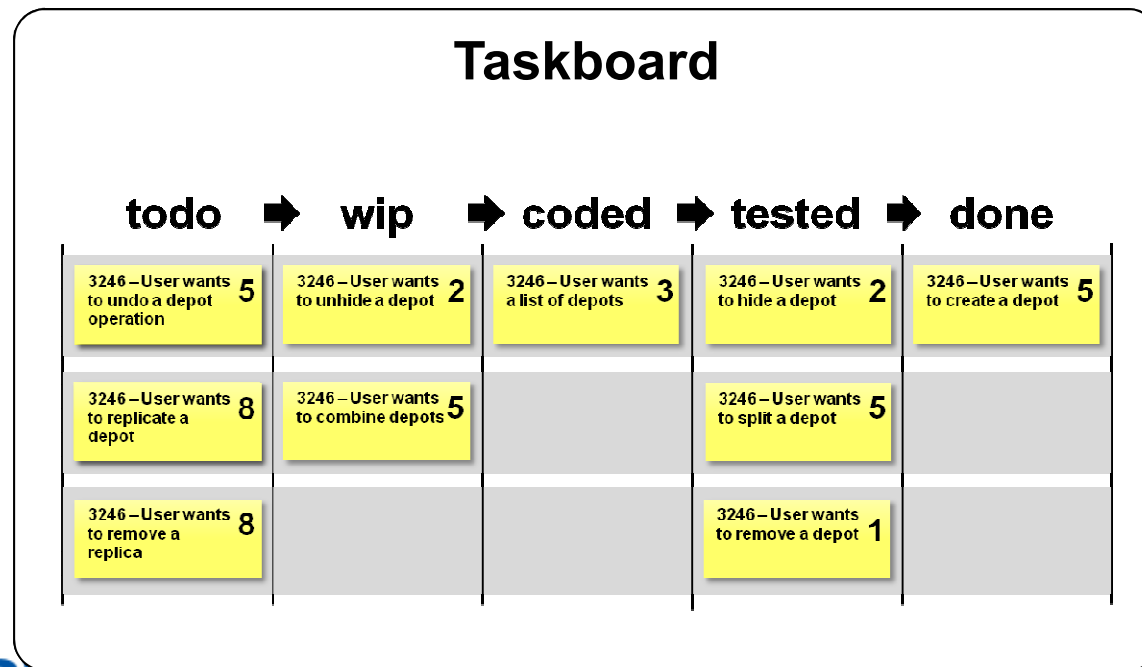 Taskboard
todo ➡ wip ➡ coded ➡ tested ➡ done
3246–User wants
to undo a depot
operation
5
3246–User wants
to unhide a depot
2
3246–User wants
a list of depots
3
3246–User wants
to hide a depot
2
3246–User wants
to create a depot
5
3246–User wants
to replicate a
depot
8
3246–User wants
to combine depots
5
3246–User wants
to split a depot
5
3246–User wants
to remove a
replica
8
3246–User wants
to remove a depot
1